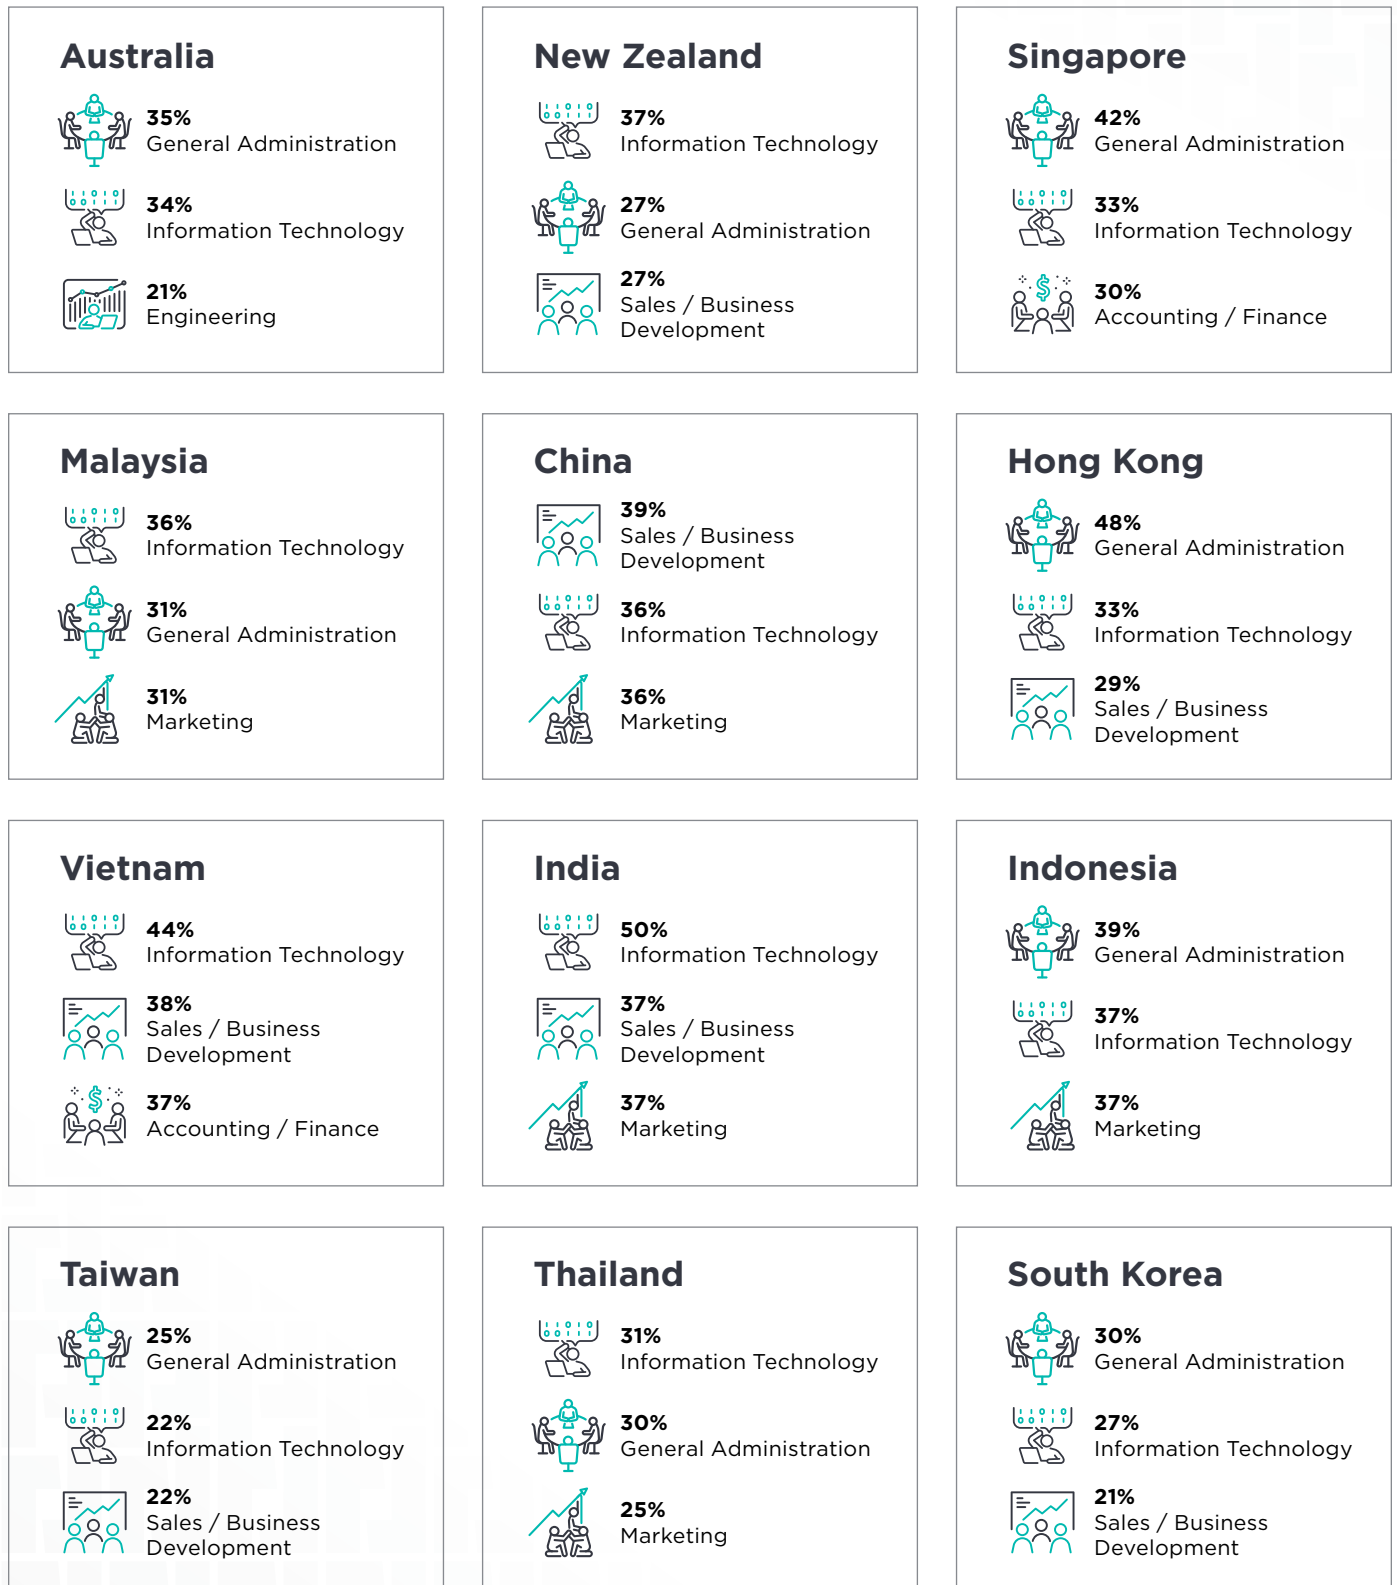 Australia
35%
General Administration
34%
Information Technology
21%
Engineering
New Zealand
37%
Information Technology
27%
General Administration
27%
Sales / Business
Development
Singapore
42%
General Administration
33%
Information Technology
30%
Accounting / Finance
Malaysia
36%
Information Technology
31%
General Administration
31%
Marketing
China
39%
Sales / Business
Development
36%
Information Technology
36%
Marketing
Hong Kong
48%
General Administration
33%
Information Technology
29%
Sales / Business
Development
Vietnam
44%
Information Technology
38%
Sales / Business
Development
37%
Accounting / Finance
India
50%
Information Technology
37%
Sales / Business
Development
37%
Marketing
Indonesia
39%
General Administration
37%
Information Technology
37%
Marketing
Taiwan
25%
General Administration
22%
Information Technology
22%
Sales / Business
Development
Thailand
31%
Information Technology
30%
General Administration
25%
Marketing
South Korea
30%
General Administration
27%
Information Technology
21%
Sales / Business
Development